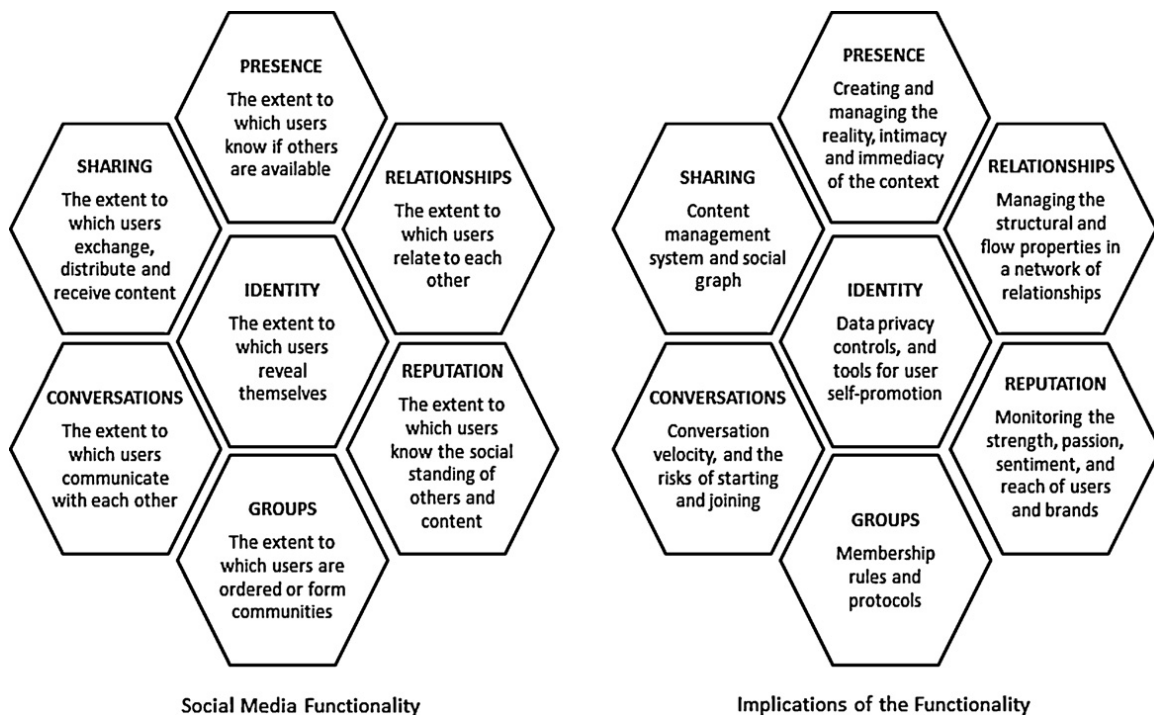 PRESENCE
The extent to
which users
know if others
are available
SHARING
The extent to
which users
exchange,
distribute and
receive content
RELATIONSHIPS
The extent to
which users
relate to each
other
IDENTITY
The extent to
which users
reveal
themselves
CONVERSATIONS
The extent to
which users
communicate
with each other
REPUTATION
The extent to
which users
know the social
standing of
others and
content
GROUPS
The extent to
which users are
ordered or form
communities
Social Media Functionality
PRESENCE
Creating and
managing the
reality, intimacy
and immediacy
of the context
SHARING
Content
management
system and social
graph
RELATIONSHIPS
Managing the
structural and
flow properties in
a network of
relationships
IDENTITY
Data privacy
controls, and
tools for user
self-promotion
CONVERSATIONS
Conversation
velocity, and the
risks of starting
and joining
REPUTATION
Monitoring the
strength, passion,
sentiment, and
reach of users
and brands
GROUPS
Membership
rules and
protocols
Implications of the Functionality